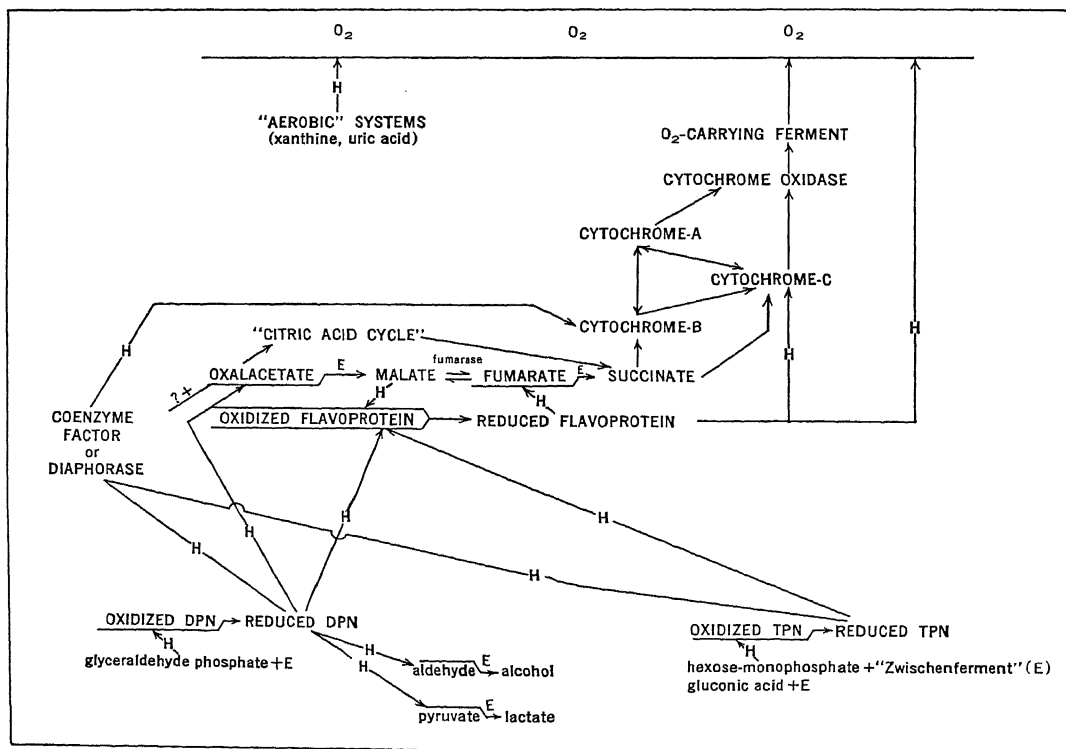 O₂ O₂ O₂
H
"AEROBIC" SYSTEMS
(xanthine, uric acid)
O₂-CARRYING FERMENT
CYTOCHROME OXIDASE
CYTOCHROME-A
CYTOCHROME-C
CYTOCHROME-B
"CITRIC ACID CYCLE"
H
H
H
OXALACETATE E MALATE fumarase FUMARATE E SUCCINATE
?+
H
H
COENZYME
FACTOR
or
DIAPHORASE
OXIDIZED FLAVOPROTEIN REDUCED FLAVOPROTEIN
H
H
H
H
H
H
OXIDIZED DPN REDUCED DPN
H
glyceraldehyde phosphate + E
H
aldehyde E alcohol
H
pyruvate E lactate
OXIDIZED TPN REDUCED TPN
H
hexose-monophosphate + "Zwischenferment" (E)
gluconic acid + E